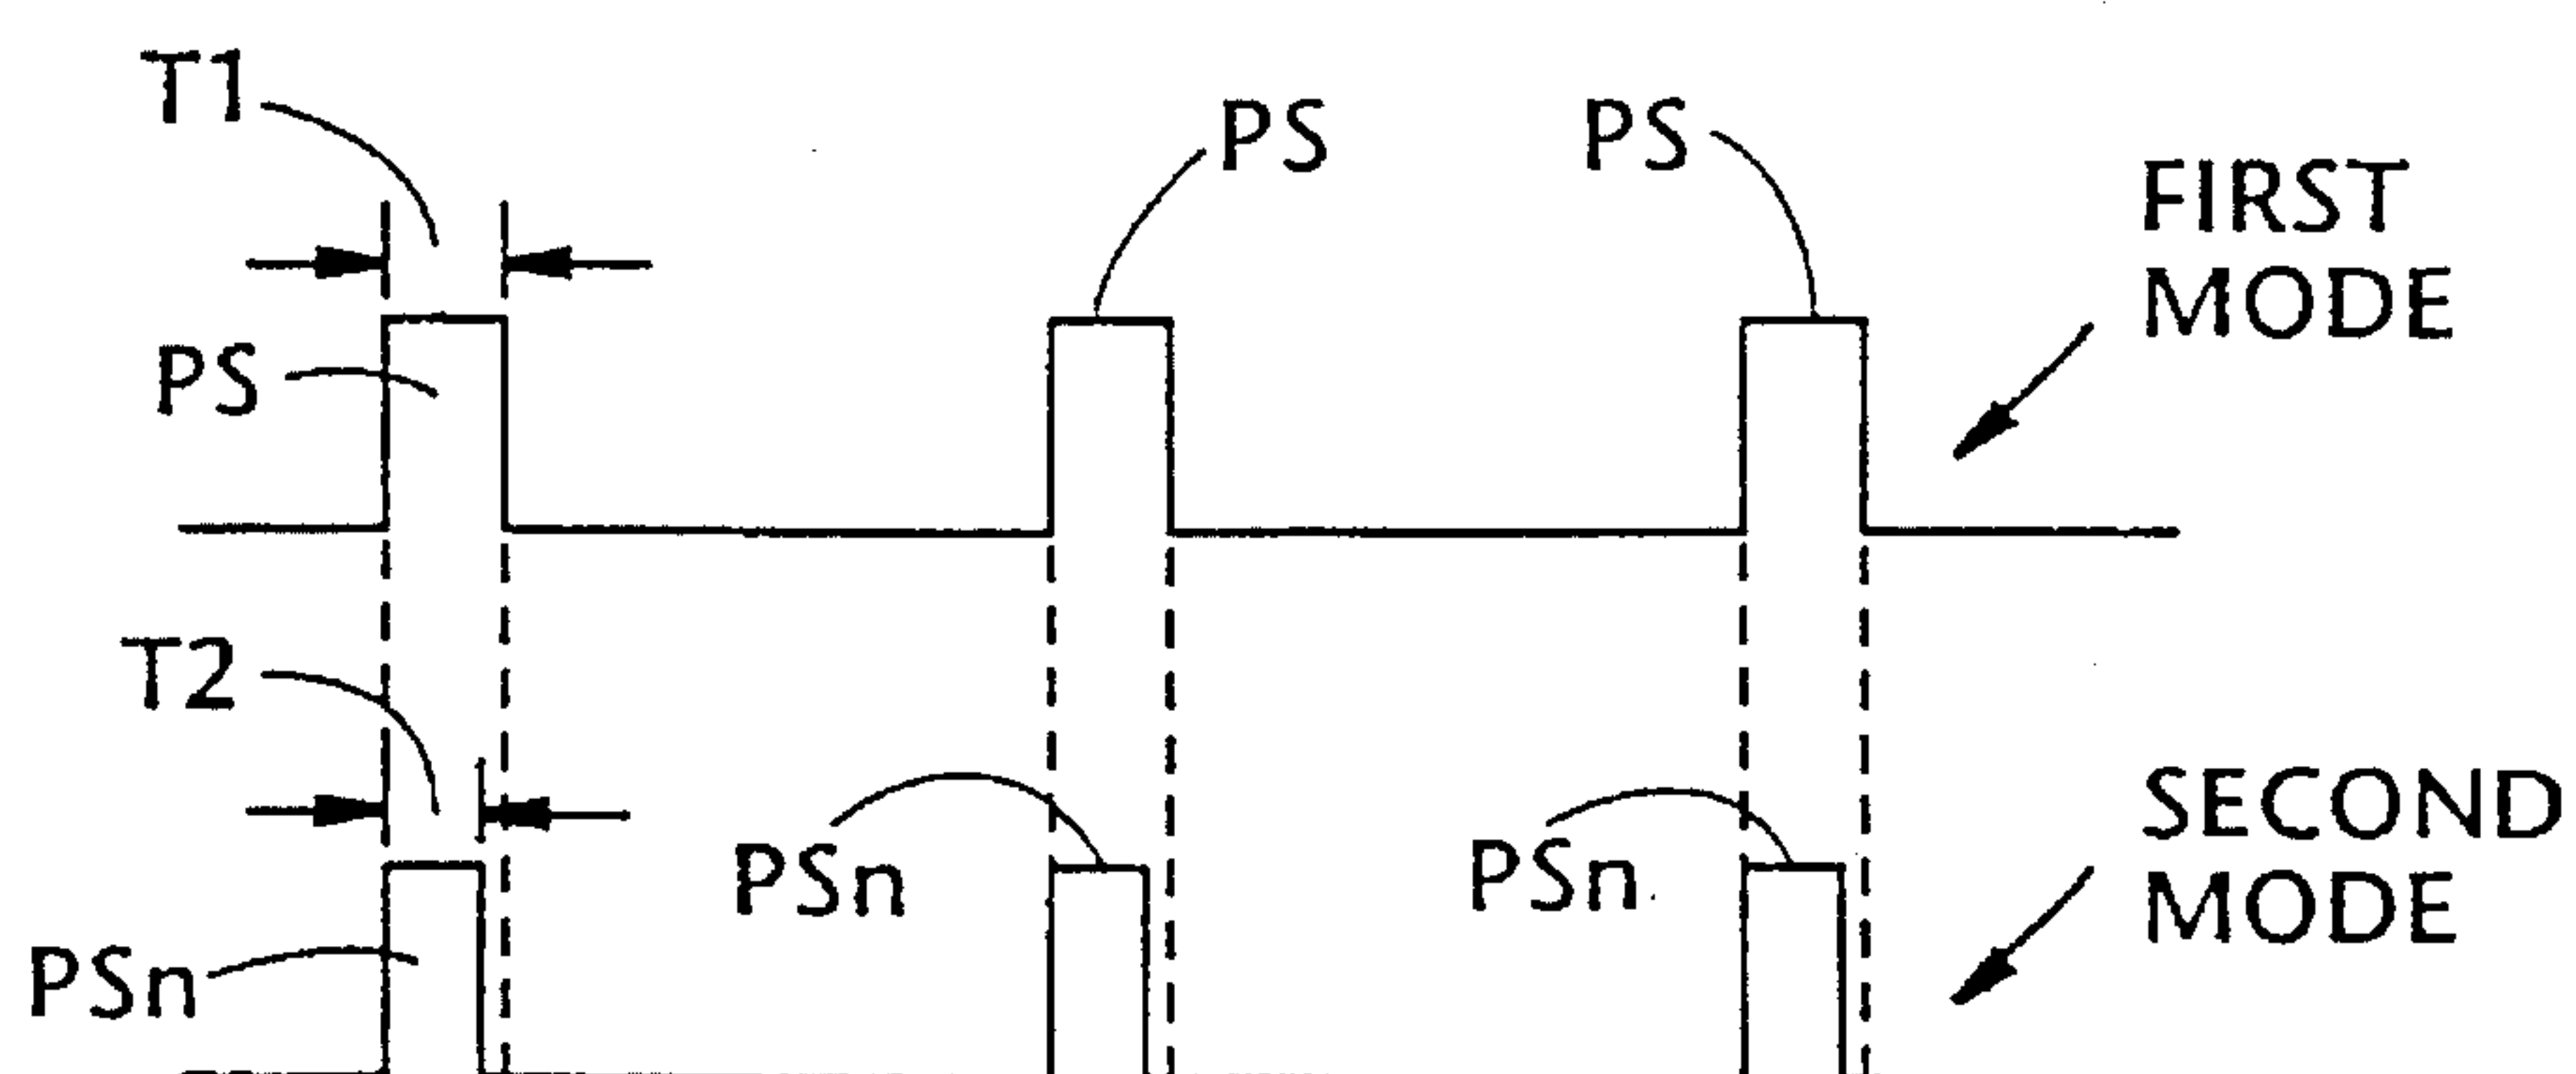 T1
PS
PS
FIRST
MODE
PS
T2
SECOND
MODE
PSn
PSn
PSn